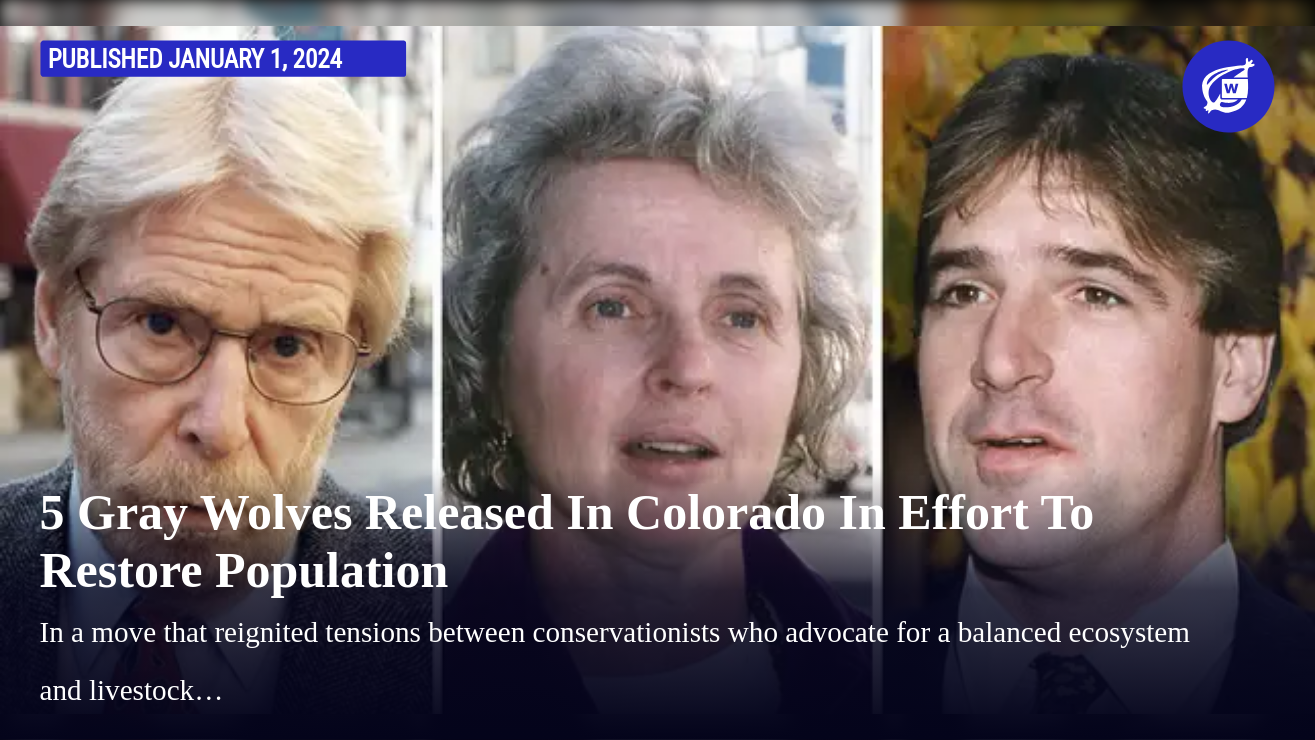 PUBLISHED JANUARY 1, 2024
W
5 Gray Wolves Released In Colorado In Effort To
Restore Population
In a move that reignited tensions between conservationists who advocate for a balanced ecosystem
and livestock…